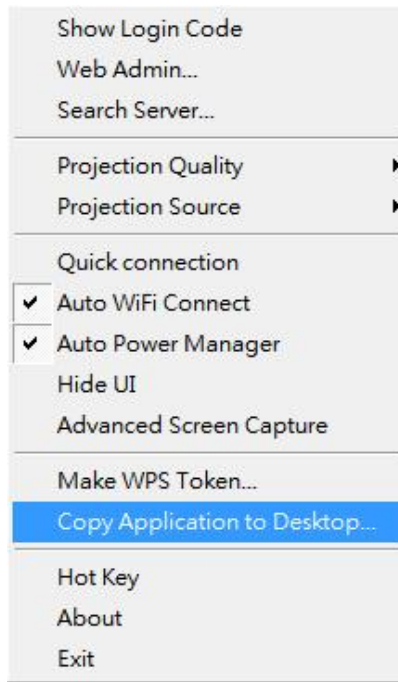 Show Login Code
Web Admin...
Search Server...
Projection Quality
Projection Source
Quick connection
Auto WiFi Connect
Auto Power Manager
Hide UI
Advanced Screen Capture
Make WPS Token...
Copy Application to Desktop...
Hot Key
About
Exit